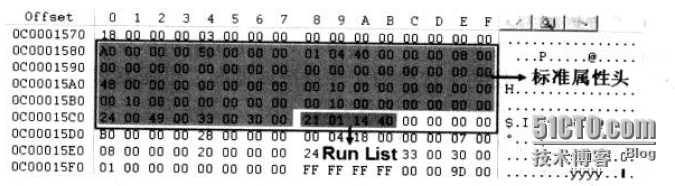 Offset 0 1 2 3 4 5 6 7 8 9 A B C D E F
0C0001570 18 00 00 00 03 00 00 00
0C0001580 A0 00 00 00 50 00 00 00 01 04 40 00 00 00 08 00 P @
0C0001590 00 00 00 00 00 00 00 00 00 00 00 00 00 00 00 00
标准属性头
0C00015A0 48 00 00 00 00 00 00 00 00 10 00 00 00 00 00 00 H
0C00015B0 00 10 00 00 00 00 00 00 00 10 00 00 00 00 00 00
0C00015C0 24 00 49 00 33 00 30 00 21 01 14 40 00 00 00 00 $.I
0C00015D0 B0 00 00 00 28 00 00 00 00 04 18 00 00 00 07 00
0C00015E0 08 00 00 00 20 00 00 00 24 33 00 30 00
Run List
0C00015F0 01 00 00 00 00 00 00 00 FF FF FF FF 00 00 9D 00 ÿÿÿÿ
51CTO.com
技术博客